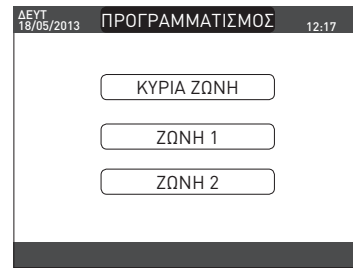 ΔΕΥΤ
18/05/2013
ΠΡΟΓΡΑΜΜΑΤΙΣΜΟΣ
12:17
ΚΥΡΙΑ ΖΩΝΗ
ΖΩΝΗ 1
ΖΩΝΗ 2